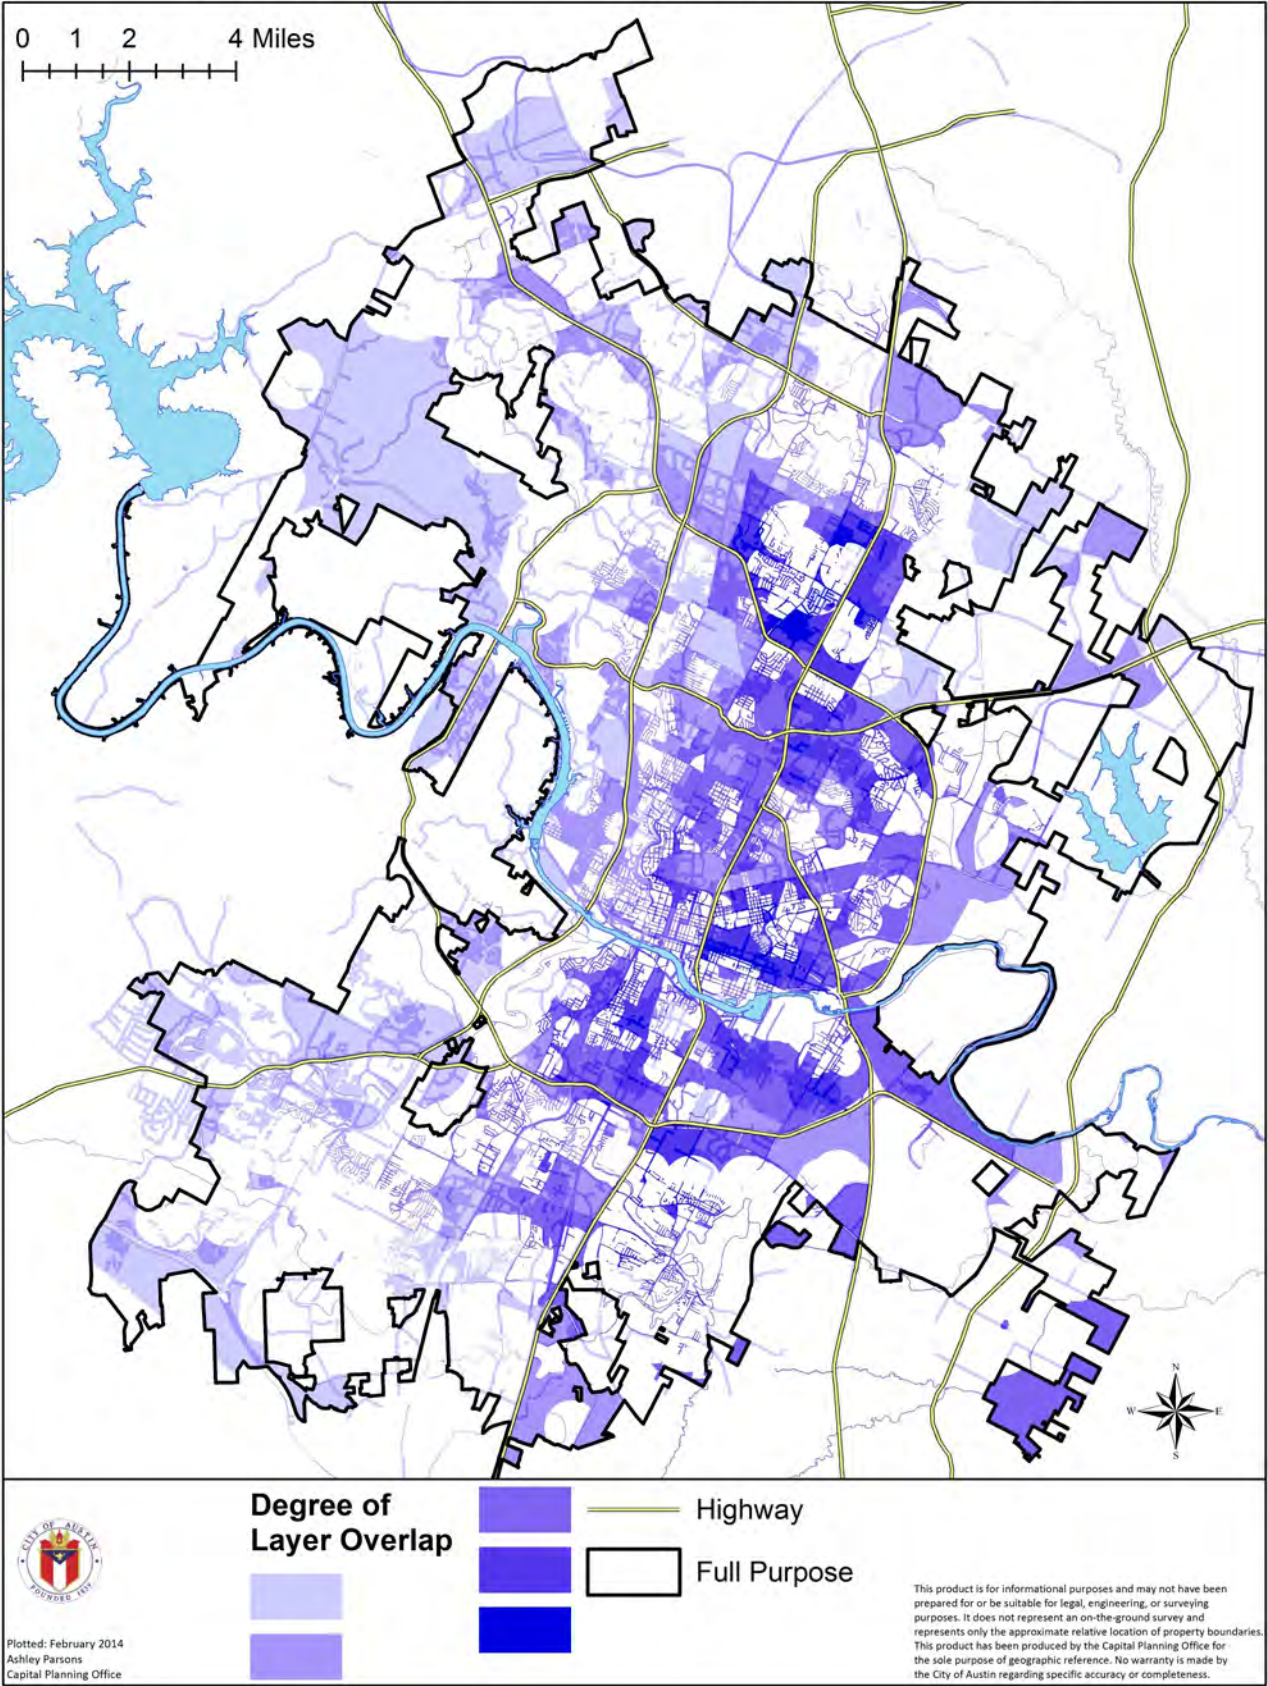 0 1 2 4 Miles
N
W E
S
Degree of
Layer Overlap
Highway
Full Purpose
CITY OF AUSTIN
FOUNDED 1839
Plotted: February 2014
Ashley Parsons
Capital Planning Office
This product is for informational purposes and may not have been
prepared for or be suitable for legal, engineering, or surveying
purposes. It does not represent an on-the-ground survey and
represents only the approximate relative location of property boundaries.
This product has been produced by the Capital Planning Office for
the sole purpose of geographic reference. No warranty is made by
the City of Austin regarding specific accuracy or completeness.